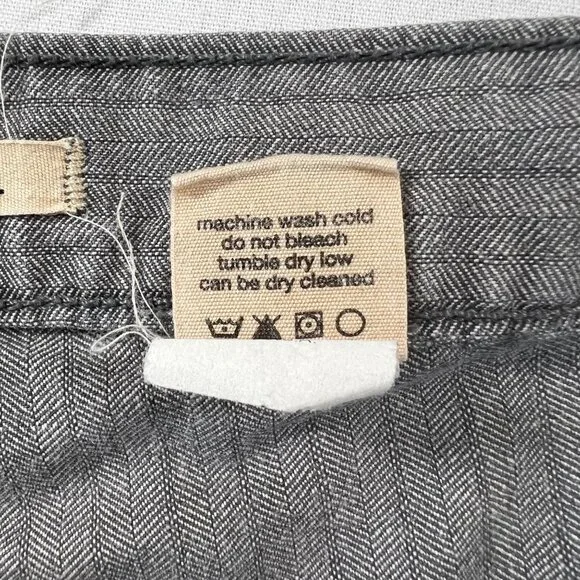 machine wash cold
do not bleach
tumble dry low
can be dry cleaned